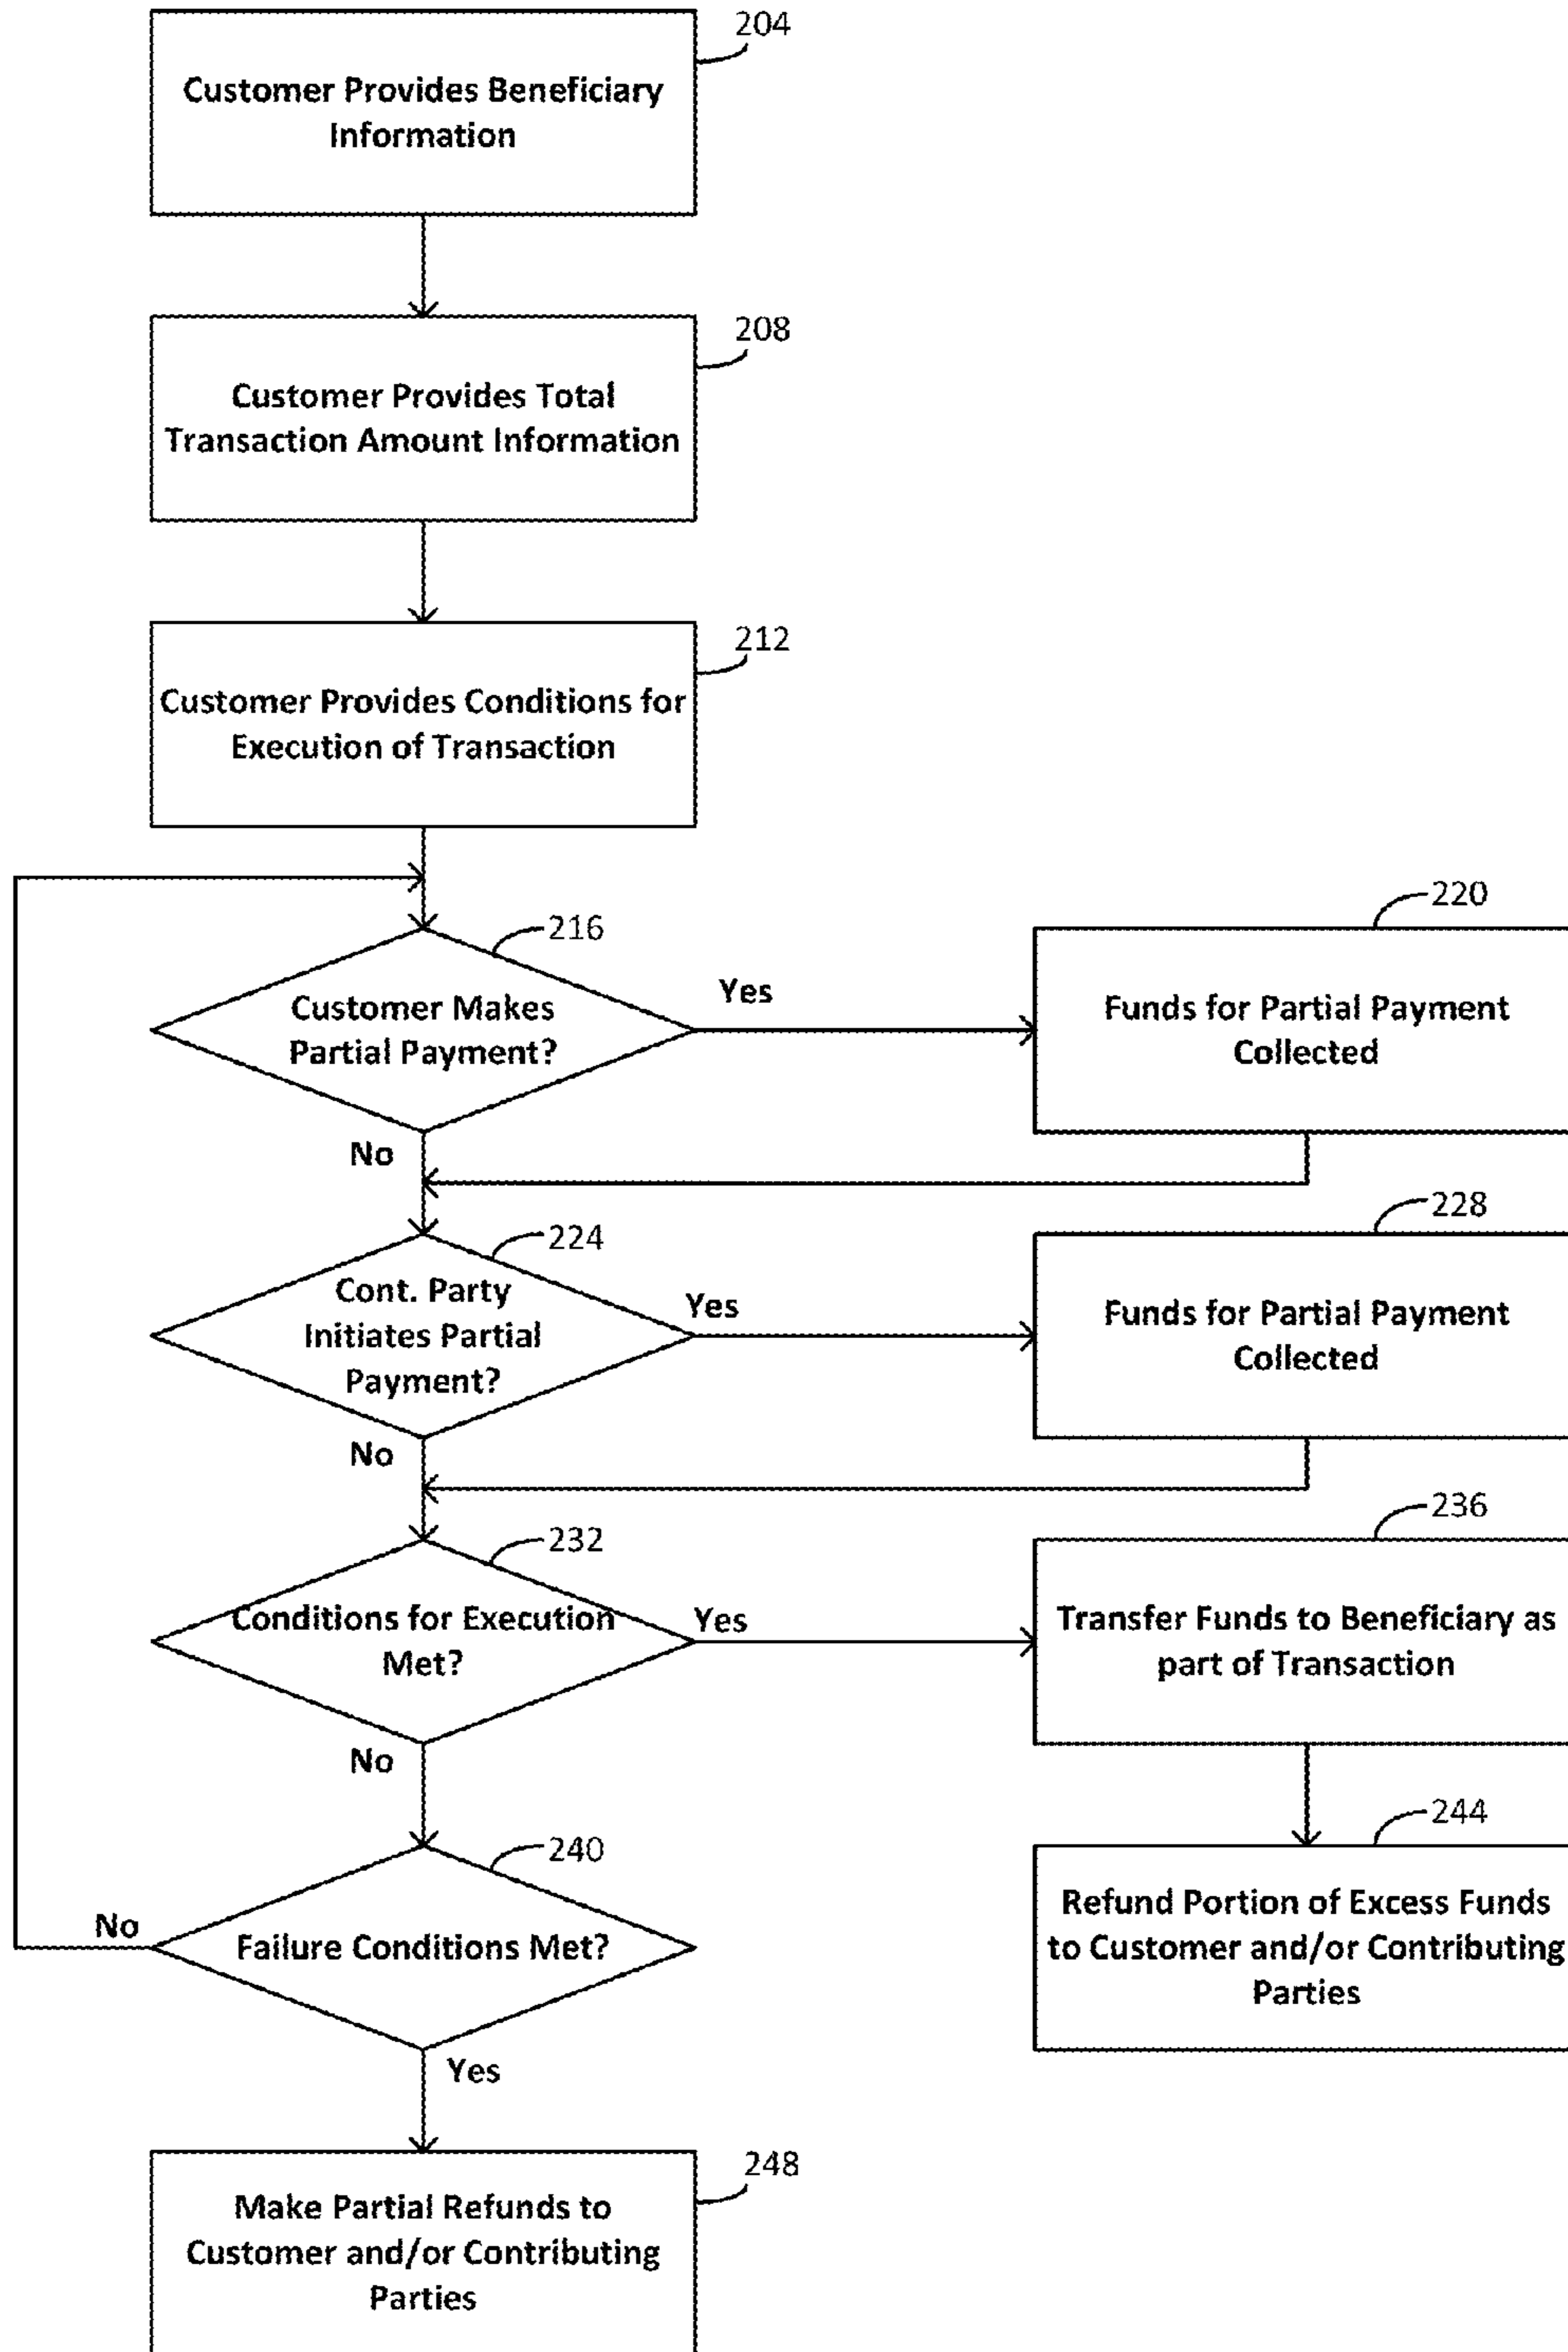 204
Customer Provides Beneficiary
Information
208
Customer Provides Total
Transaction Amount Information
212
Customer Provides Conditions for
Execution of Transaction
216
Customer Makes
Partial Payment?
Yes
No
220
Funds for Partial Payment
Collected
224
Cont. Party
Initiates Partial
Payment?
Yes
No
228
Funds for Partial Payment
Collected
232
Conditions for Execution
Met?
Yes
No
236
Transfer Funds to Beneficiary as
part of Transaction
240
Failure Conditions Met?
No
Yes
244
Refund Portion of Excess Funds
to Customer and/or Contributing
Parties
248
Make Partial Refunds to
Customer and/or Contributing
Parties